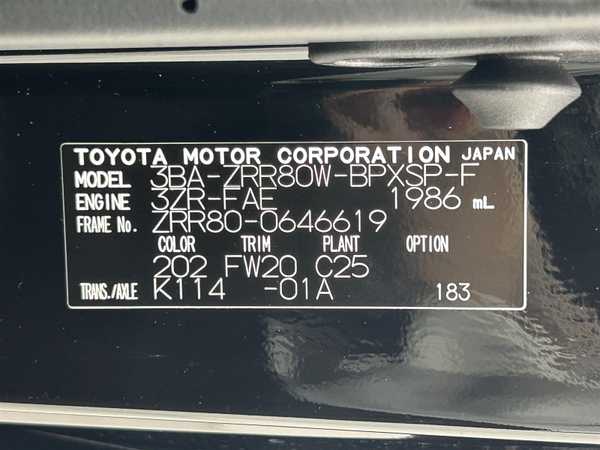 TOYOTA MOTOR CORPORATION JAPAN
MODEL 3BA-ZRR80W-BPXSP-F
ENGINE 3ZR-FAE 1986 mL
FRAME No. ZRR80-0646619
COLOR TRIM PLANT OPTION
202 FW20 C25
TRANS./AXLE K114 -01A 183